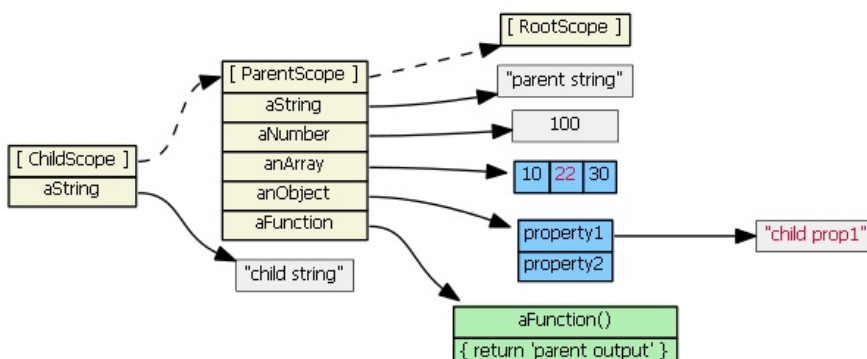 [ RootScope ]
[ ParentScope ]
aString
aNumber
anArray
anObject
aFunction
"parent string"
100
10 22 30
[ ChildScope ]
aString
"child string"
property1
property2
"child prop1"
aFunction()
{ return 'parent output' }